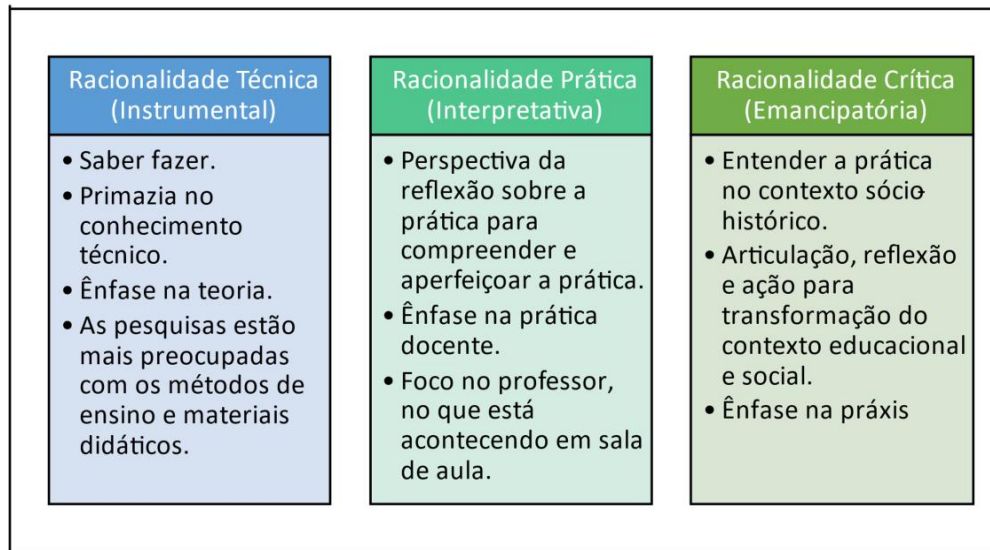 Racionalidade Técnica
(Instrumental)
• Saber fazer.
• Primazia no
conhecimento
técnico.
• Ênfase na teoria.
• As pesquisas estão
mais preocupadas
com os métodos de
ensino e materiais
didáticos.
Racionalidade Prática
(Interpretativa)
• Perspectiva da
reflexão sobre a
prática para
compreender e
aperfeiçoar a prática.
• Ênfase na prática
docente.
• Foco no professor,
no que está
acontecendo em sala
de aula.
Racionalidade Crítica
(Emancipatória)
• Entender a prática
no contexto sócio-
histórico.
• Articulação, reflexão
e ação para
transformação do
contexto educacional
e social.
• Ênfase na práxis